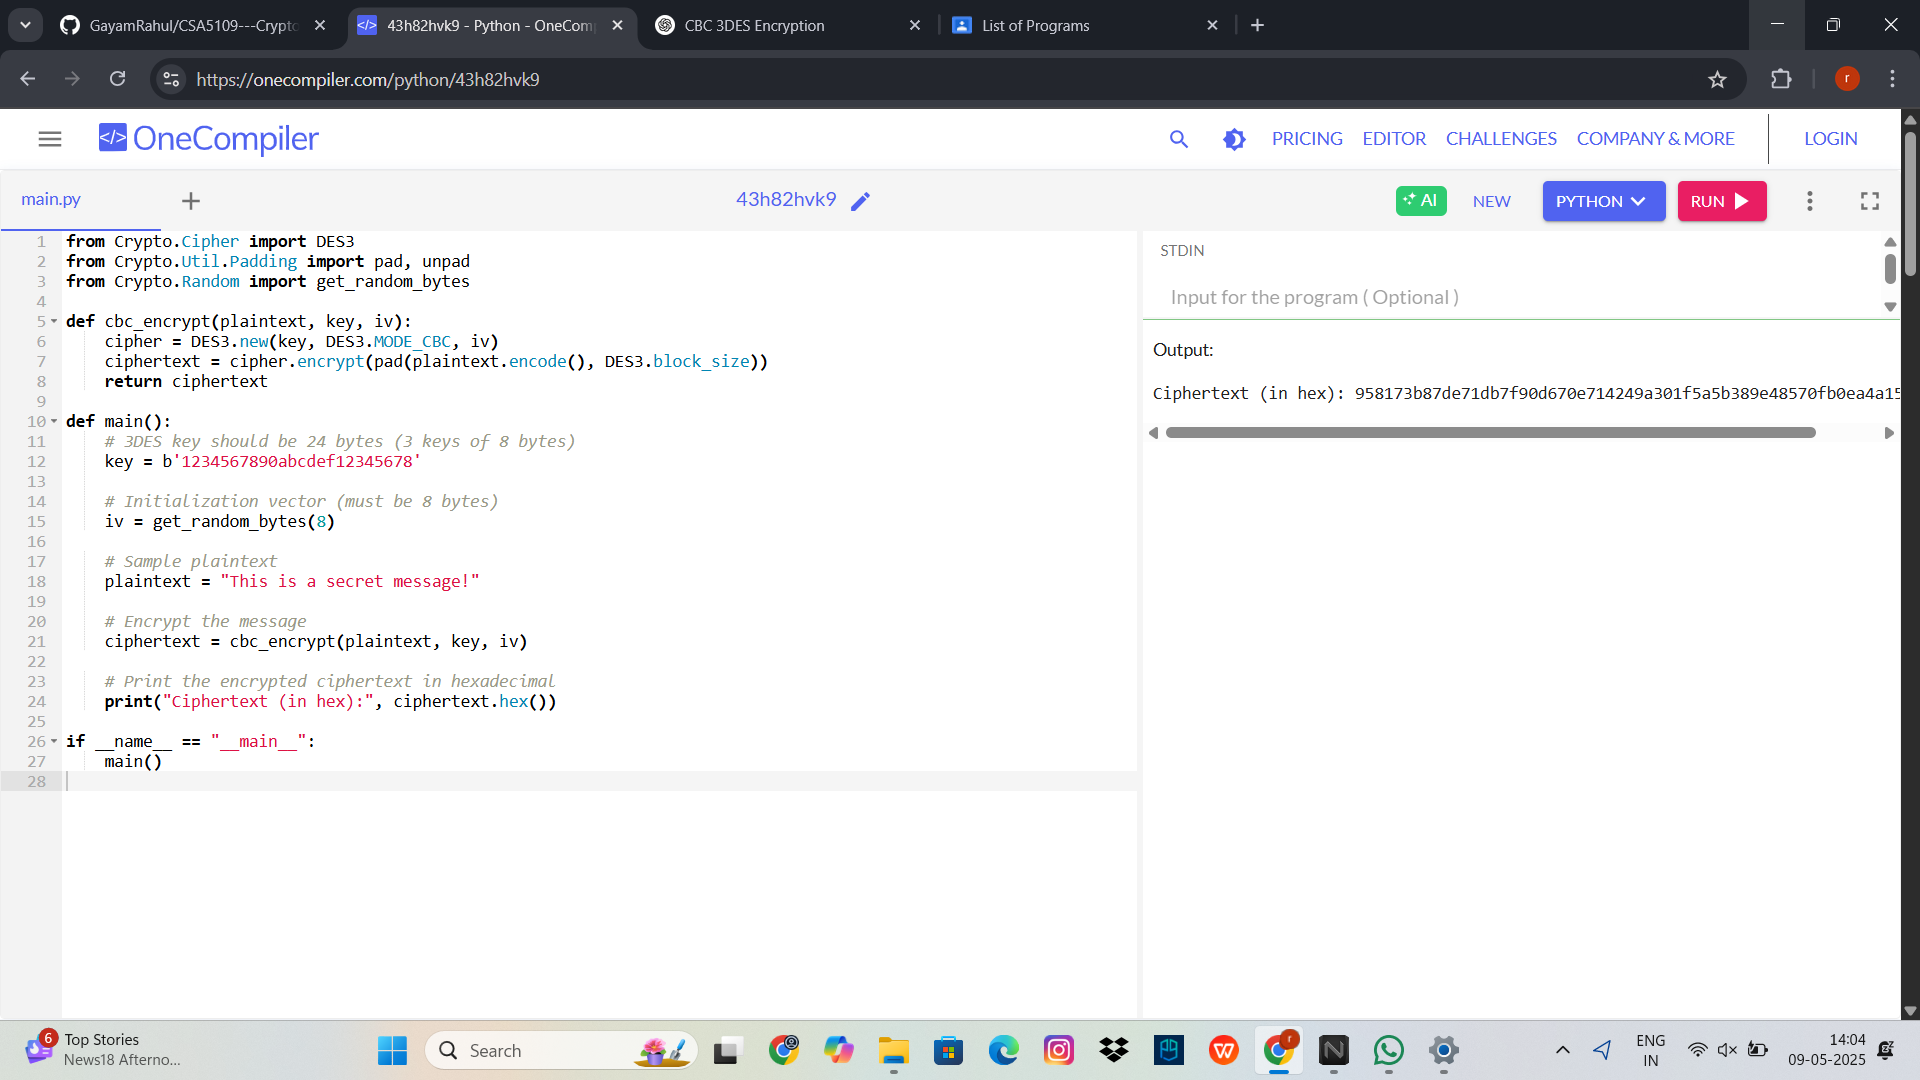 GayamRahul/CSA5109---Crypto
43h82hvk9 - Python - OneCom
CBC 3DES Encryption
List of Programs
https://onecompiler.com/python/43h82hvk9
r
</> OneCompiler
PRICING
EDITOR
CHALLENGES
COMPANY & MORE
LOGIN
main.py
43h82hvk9
AI
NEW
PYTHON
RUN
1 from Crypto.Cipher import DES3
2 from Crypto.Util.Padding import pad, unpad
3 from Crypto.Random import get_random_bytes
4
5 def cbc_encrypt(plaintext, key, iv):
6     cipher = DES3.new(key, DES3.MODE_CBC, iv)
7     ciphertext = cipher.encrypt(pad(plaintext.encode(), DES3.block_size))
8     return ciphertext
9
10 def main():
11     # 3DES key should be 24 bytes (3 keys of 8 bytes)
12     key = b'1234567890abcdef12345678'
13
14     # Initialization vector (must be 8 bytes)
15     iv = get_random_bytes(8)
16
17     # Sample plaintext
18     plaintext = "This is a secret message!"
19
20     # Encrypt the message
21     ciphertext = cbc_encrypt(plaintext, key, iv)
22
23     # Print the encrypted ciphertext in hexadecimal
24     print("Ciphertext (in hex):", ciphertext.hex())
25
26 if __name__ == "__main__":
27     main()
28
STDIN
Input for the program ( Optional )
Output:
Ciphertext (in hex): 958173b87de71db7f90d670e714249a301f5a5b389e48570fb0ea4a15
6
Top Stories
News18 Afterno...
Search
r
ENG
IN
14:04
09-05-2025